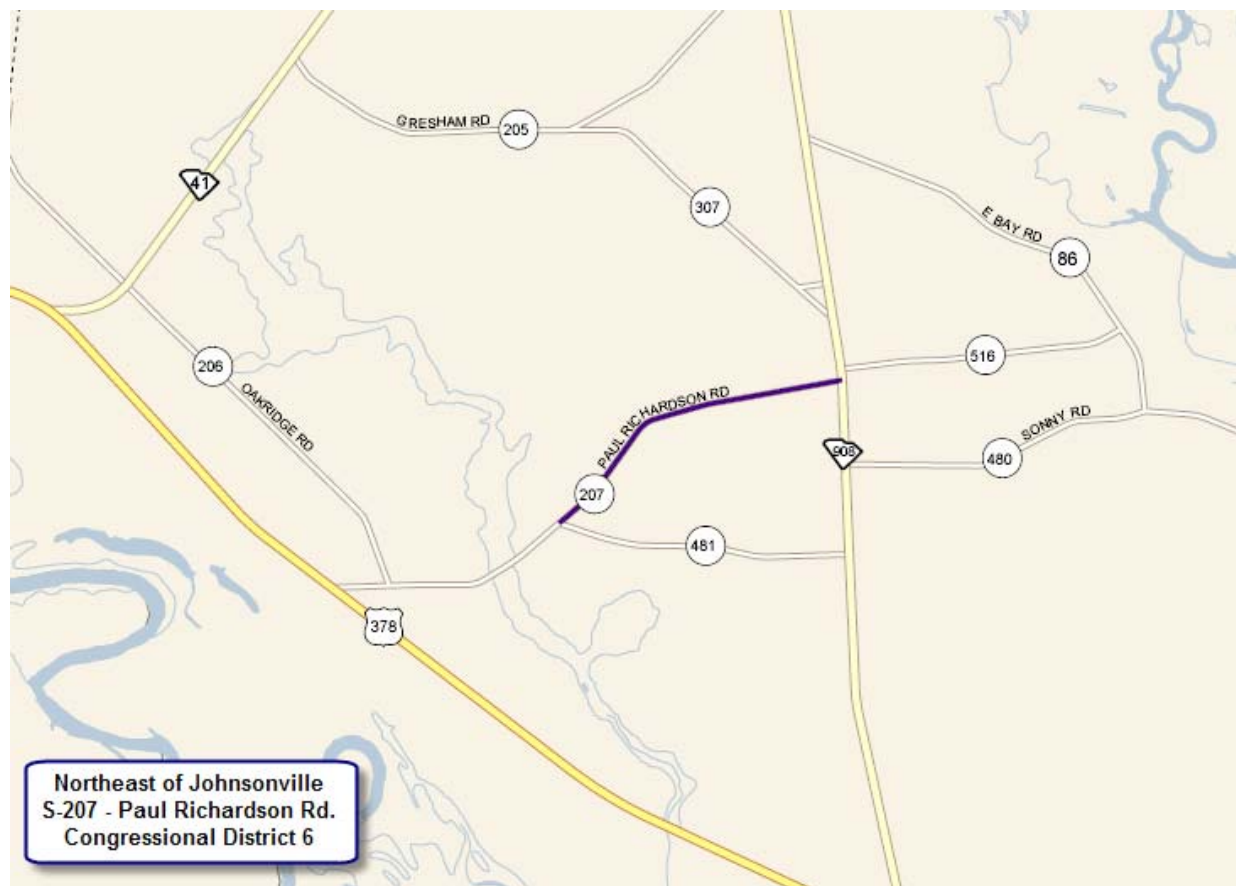 GRESHAM RD
205
41
307
E BAY RD
86
206
OAKRIDGE RD
516
PAUL RICHARDSON RD
908
SONNY RD
480
207
481
378
Northeast of Johnsonville
S-207 - Paul Richardson Rd.
Congressional District 6